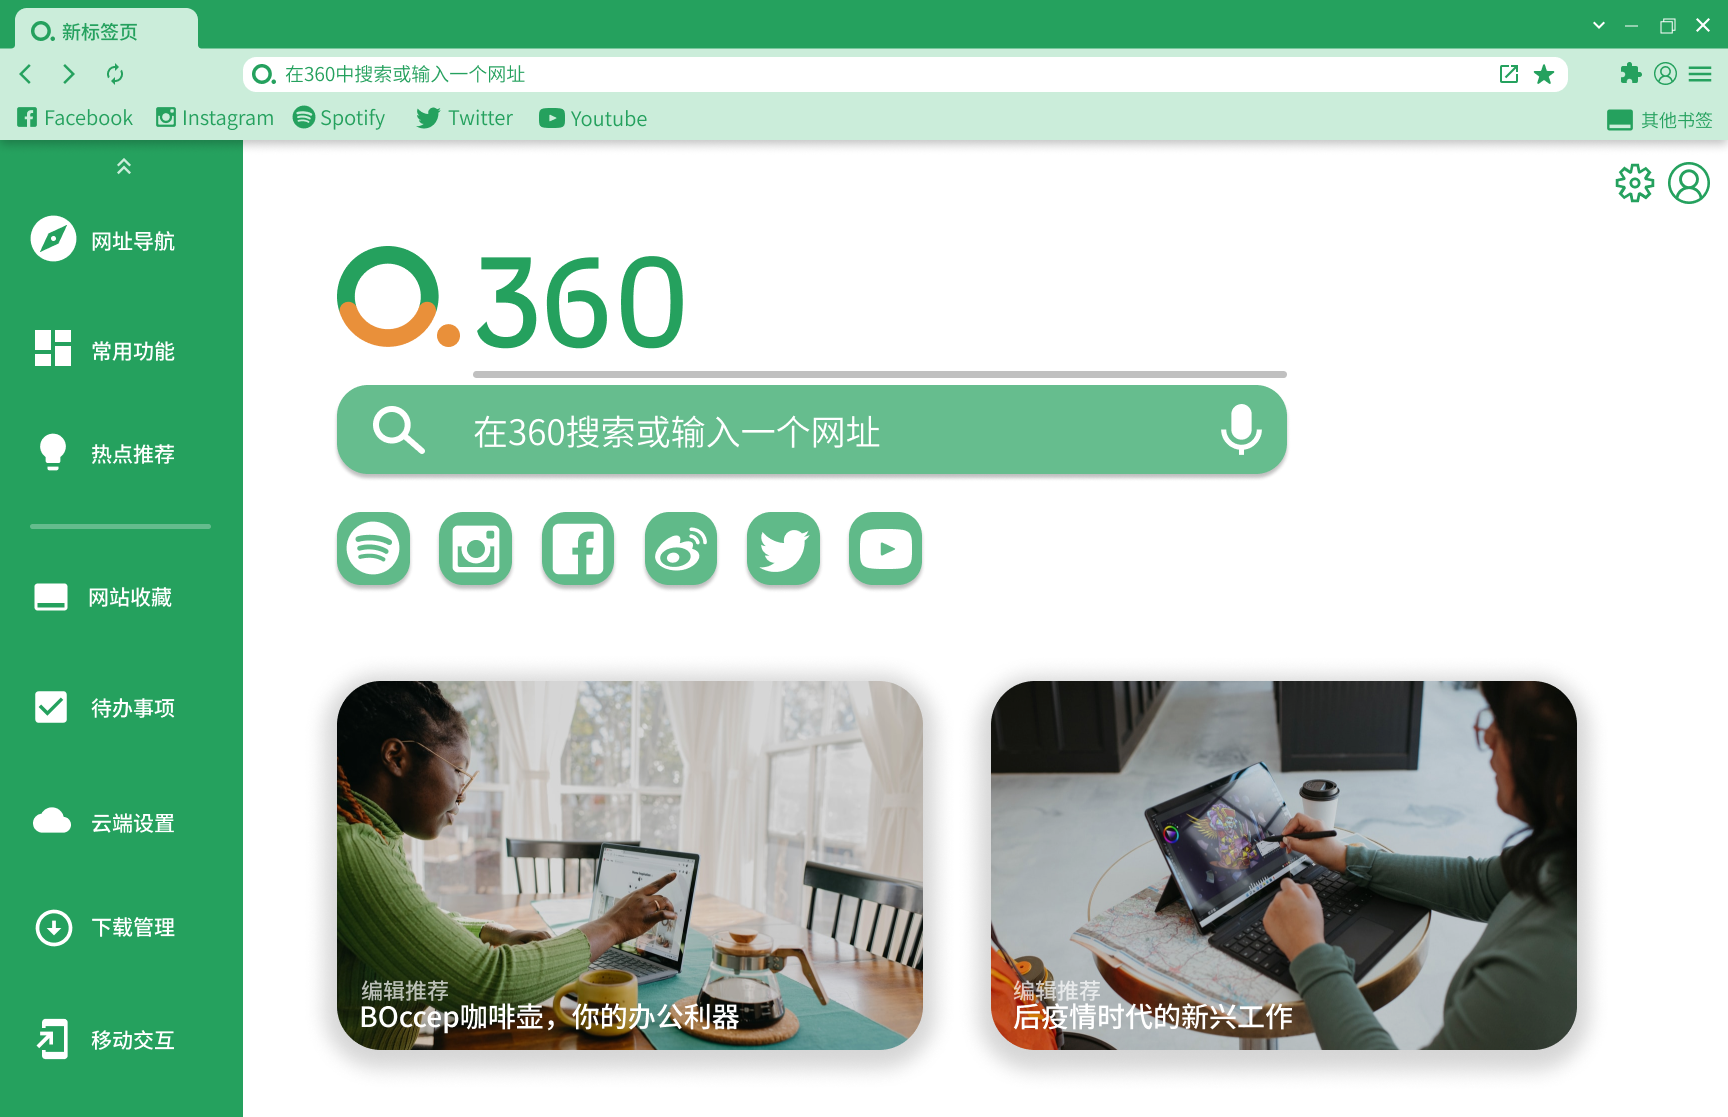 新标签页
在360中搜索或输入一个网址
Facebook
Instagram
Spotify
Twitter
Youtube
其他书签
网址导航
常用功能
热点推荐
网站收藏
待办事项
云端设置
下载管理
移动交互
360
在360搜索或输入一个网址
编辑推荐
BOccep咖啡壶，你的办公利器
编辑推荐
后疫情时代的新兴工作